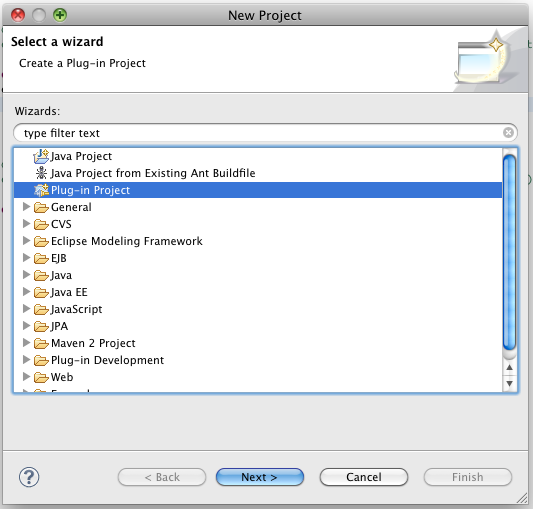 New Project
Select a wizard
Create a Plug-in Project
Wizards:
type filter text
Java Project
Java Project from Existing Ant Buildfile
Plug-in Project
General
CVS
Eclipse Modeling Framework
EJB
Java
Java EE
JavaScript
JPA
Maven 2 Project
Plug-in Development
Web
?
< Back
Next >
Cancel
Finish